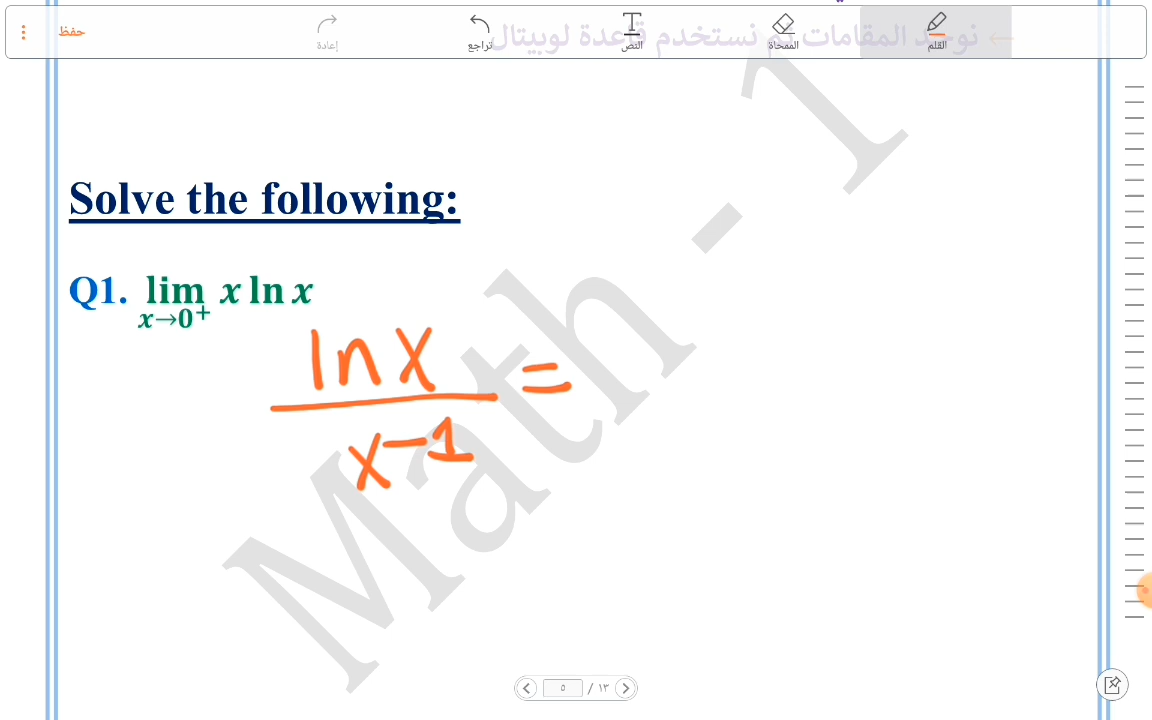 حفظ
إعادة
تراجع
النص
الممحاة
القلم
← نوحد المقامات ثم نستخدم قاعدة لوبيتال
Solve the following:
Q1. lim x ln x
x→0⁺
ln x
x⁻¹ =
Math - 1
٥ / ١٣